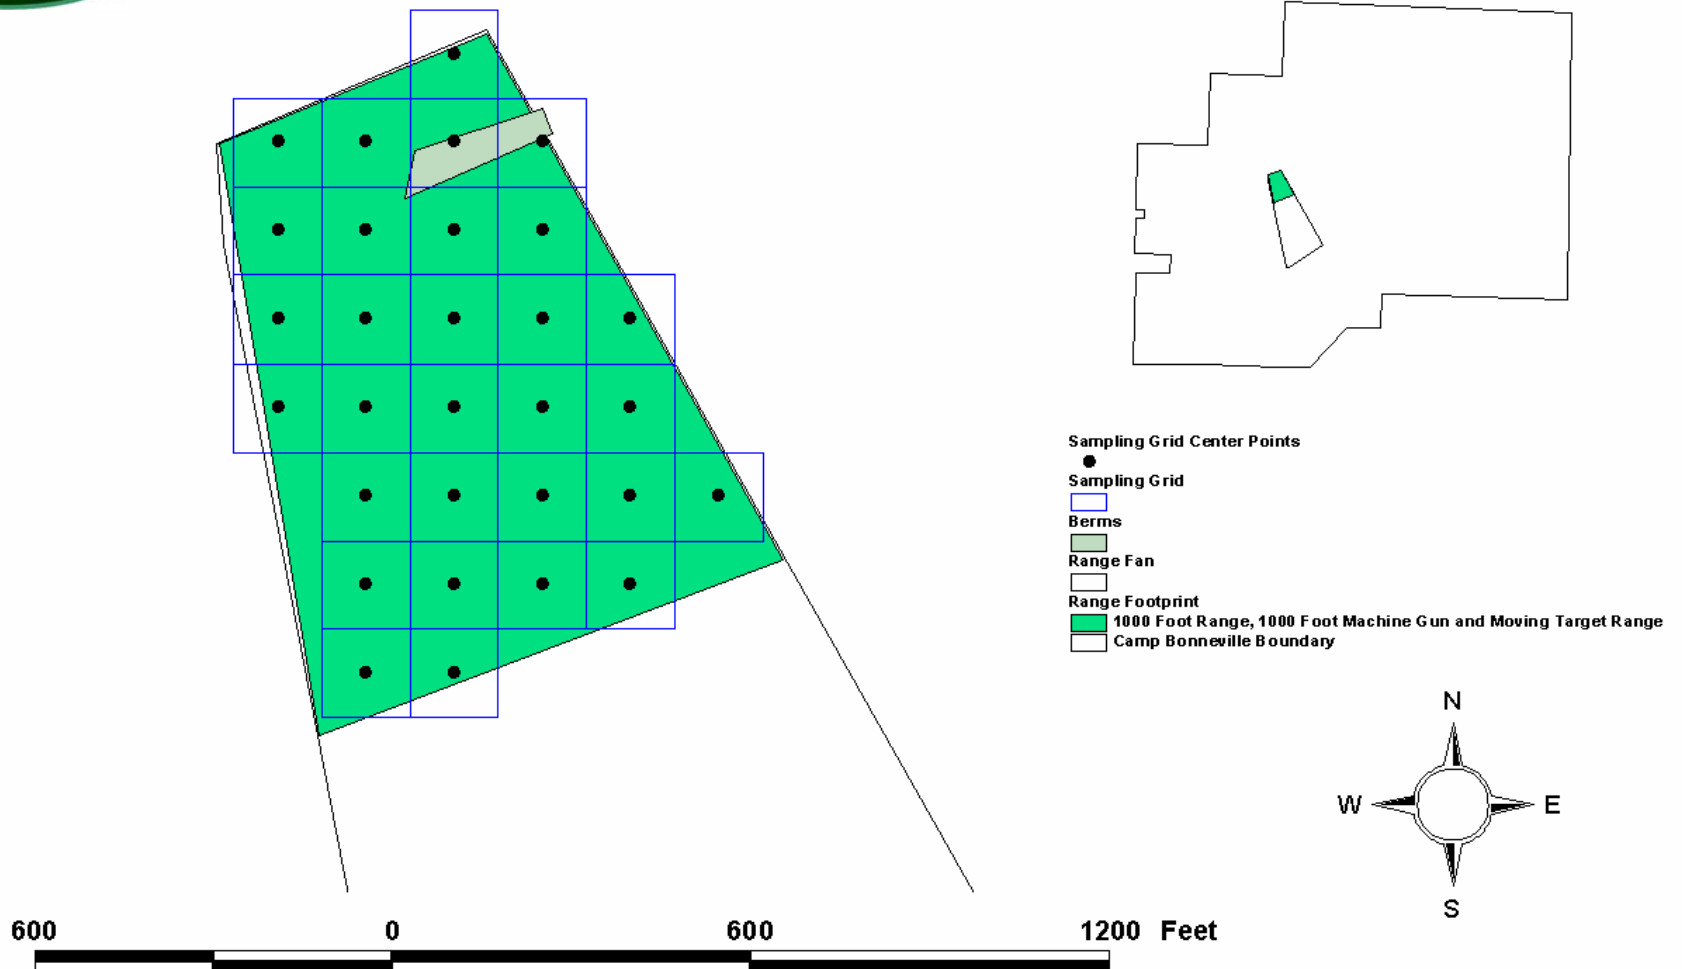 Sampling Grid Center Points
Sampling Grid
Berms
Range Fan
Range Footprint
1000 Foot Range, 1000 Foot Machine Gun and Moving Target Range
Camp Bonneville Boundary
N
W E
S
600 0 600 1200 Feet